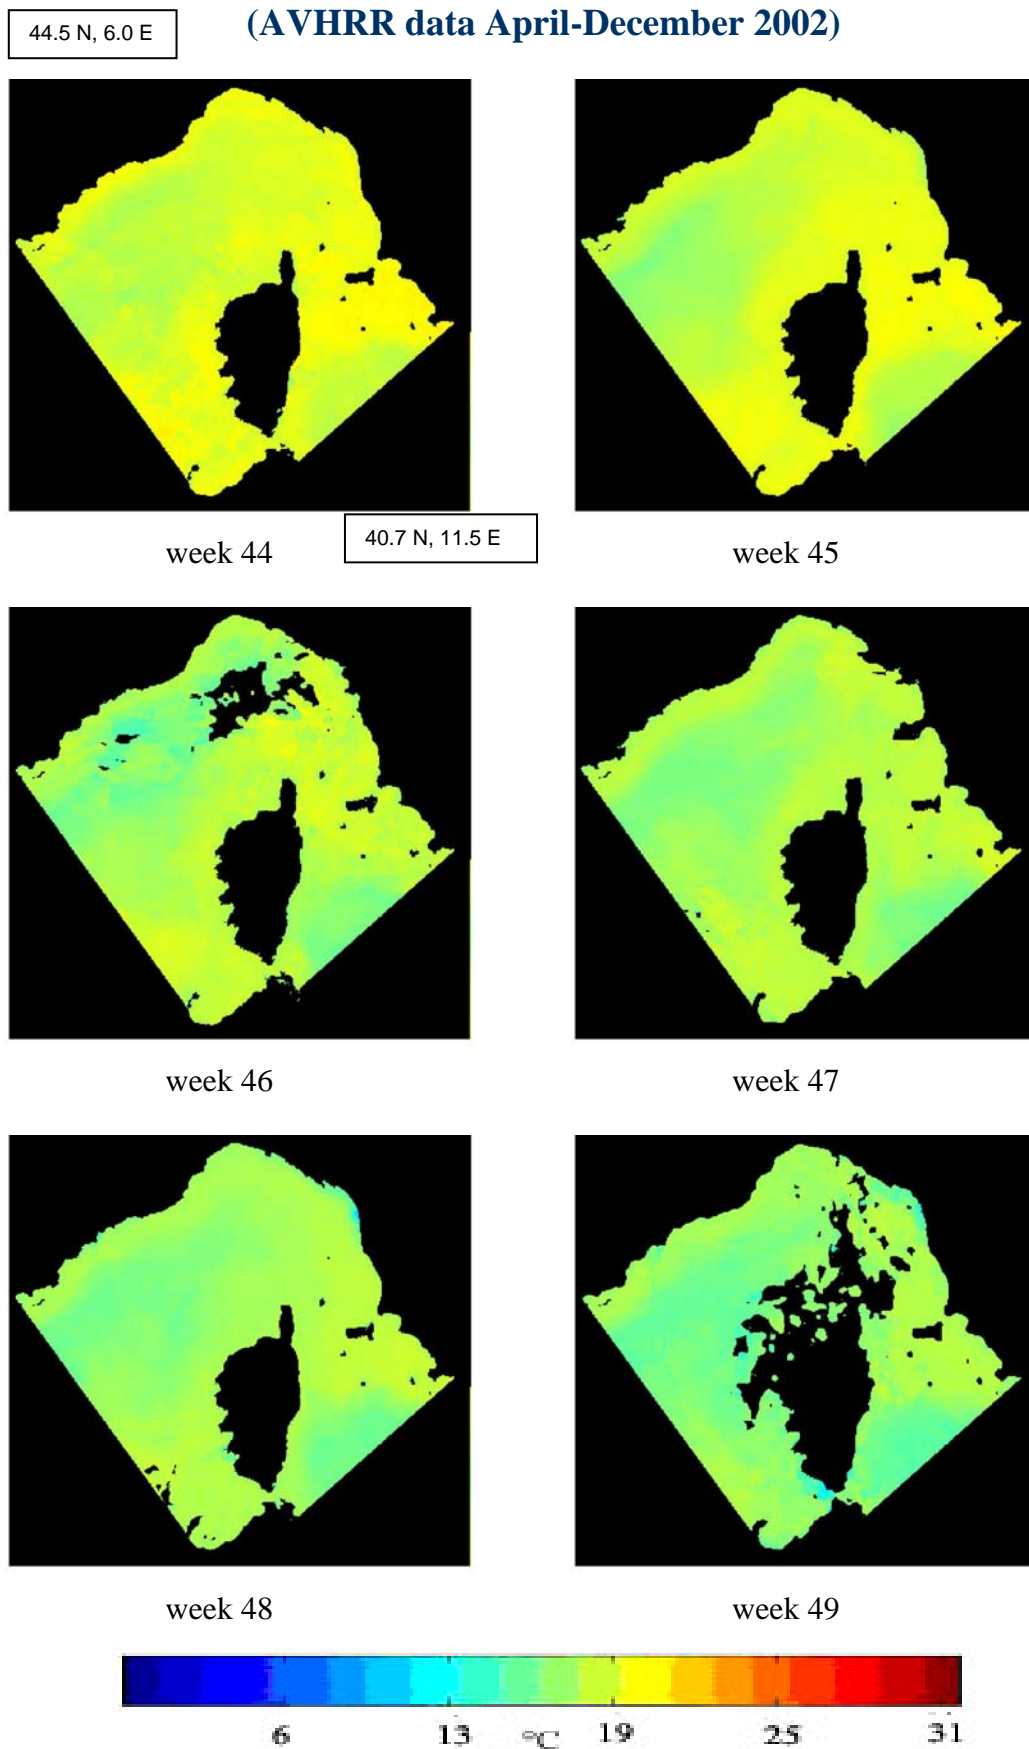 (AVHRR data April-December 2002)
44.5 N, 6.0 E
week 44
40.7 N, 11.5 E
week 45
week 46
week 47
week 48
week 49
6 13 °C 19 25 31